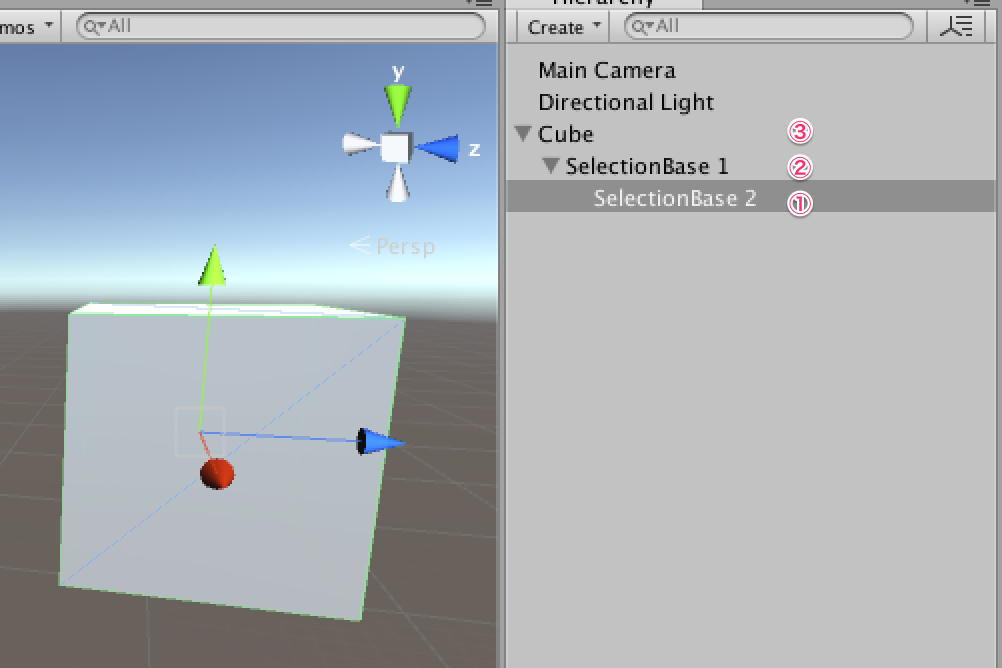 mos
All
y
z
Persp
Hierarchy
Create
All
Main Camera
Directional Light
Cube ③
SelectionBase 1 ②
SelectionBase 2 ①